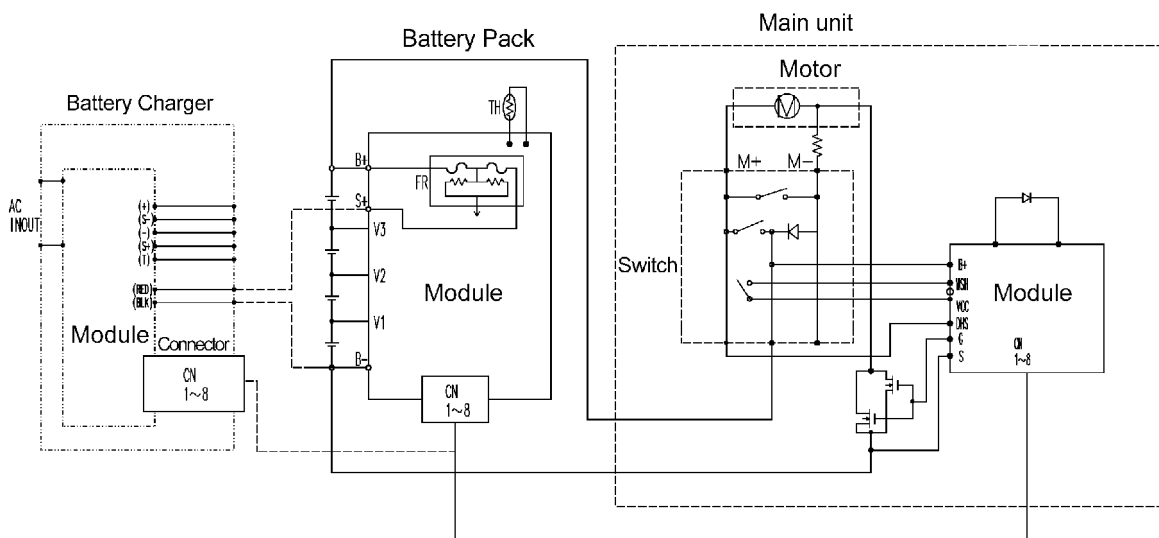 Battery Charger
AC
INOUT
(+)
(S-)
(-)
(S+)
(T)
(RED)
(BLK)
Module
Connector
CN
1~8
Battery Pack
TH
B+
FR
S+
V3
V2
V1
B-
Module
CN
1~8
Main unit
Motor
M
M+
M-
Switch
B+
VCC
DHS
G
S
Module
CN
1~8